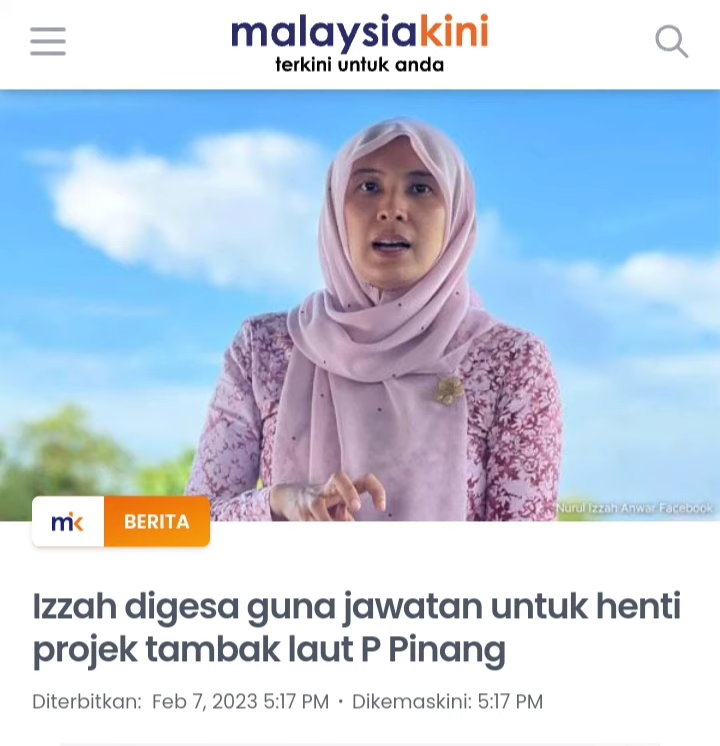 malaysiakini
terkini untuk anda
Nurul Izzah Anwar Facebook
mk BERITA
Izzah digesa guna jawatan untuk henti
projek tambak laut P Pinang
Diterbitkan: Feb 7, 2023 5:17 PM · Dikemaskini: 5:17 PM